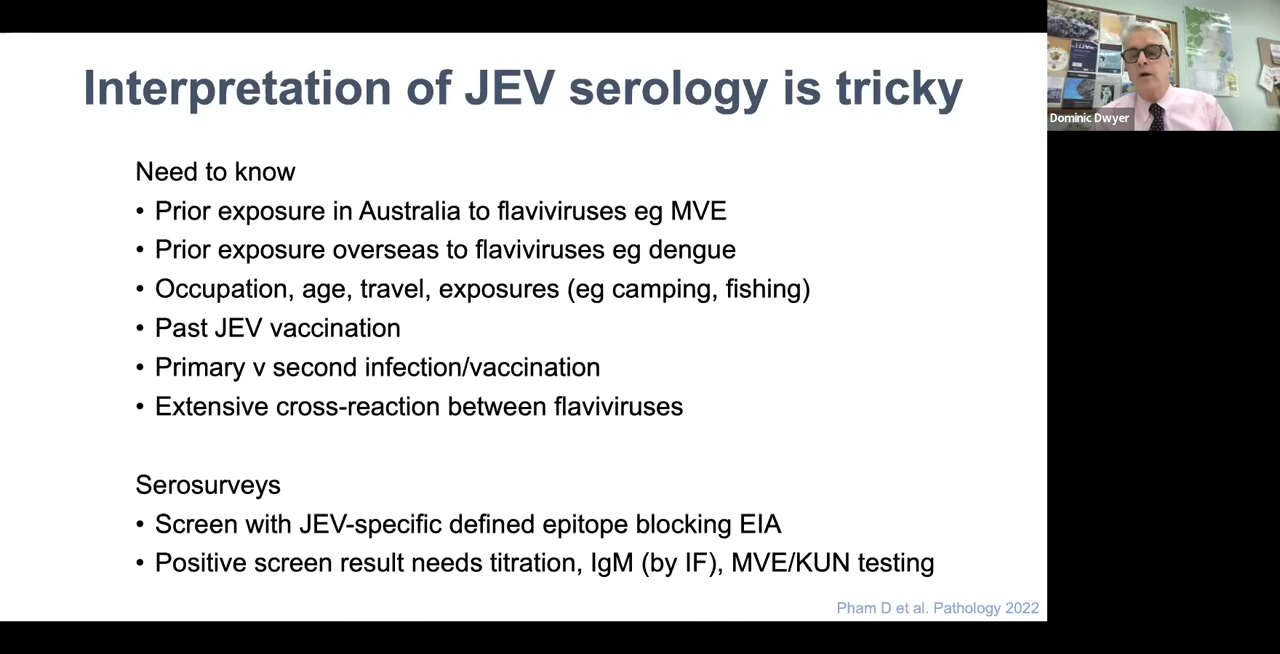 Interpretation of JEV serology is tricky
Dominic Dwyer
Need to know
• Prior exposure in Australia to flaviviruses eg MVE
• Prior exposure overseas to flaviviruses eg dengue
• Occupation, age, travel, exposures (eg camping, fishing)
• Past JEV vaccination
• Primary v second infection/vaccination
• Extensive cross-reaction between flaviviruses
Serosurveys
• Screen with JEV-specific defined epitope blocking EIA
• Positive screen result needs titration, IgM (by IF), MVE/KUN testing
Pham D et al. Pathology 2022